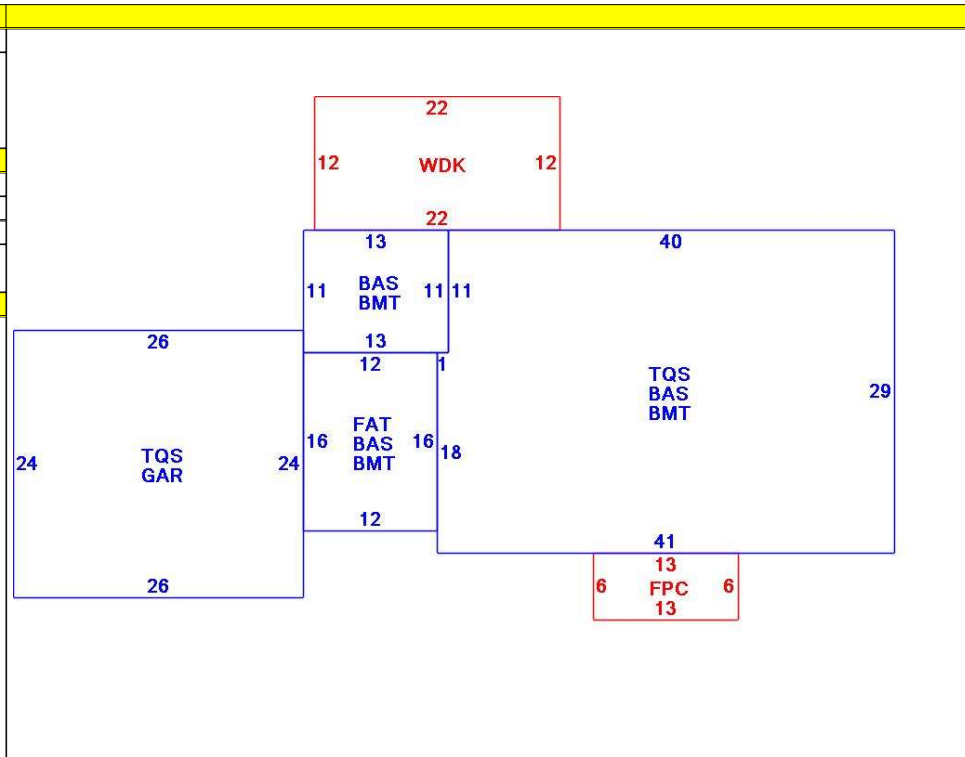 22
12 WDK 12
22
13
40
11 BAS 11 11
BMT
13
26
12 1
TQS
BAS
BMT
29
FAT
16 BAS 16 18
BMT
24 TQS 24
GAR
12
41
26
13
6 FPC 6
13